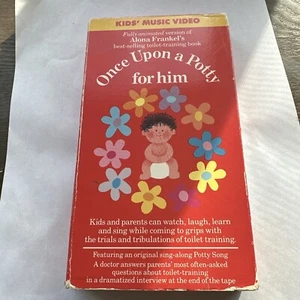 KIDS' MUSIC VIDEO
Fully-animated version of
Alona Frankel's
best-selling toilet-training book
Once Upon a Potty
for him
Kids and parents can watch, laugh, learn
and sing while coming to grips with
the trials and tribulations of toilet training.
Featuring an original sing-along Potty Song
A doctor answers parents' most often-asked
questions about toilet-training
in a dramatized interview at the end of the tape